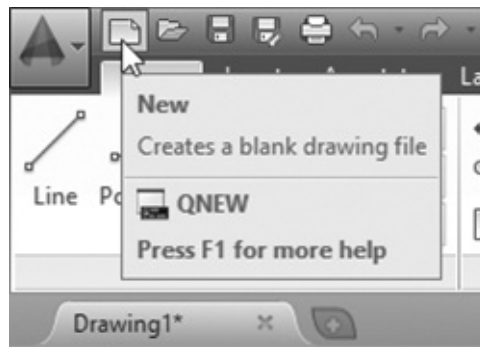 New
Creates a blank drawing file
Line
QNEW
Press F1 for more help
Drawing1*